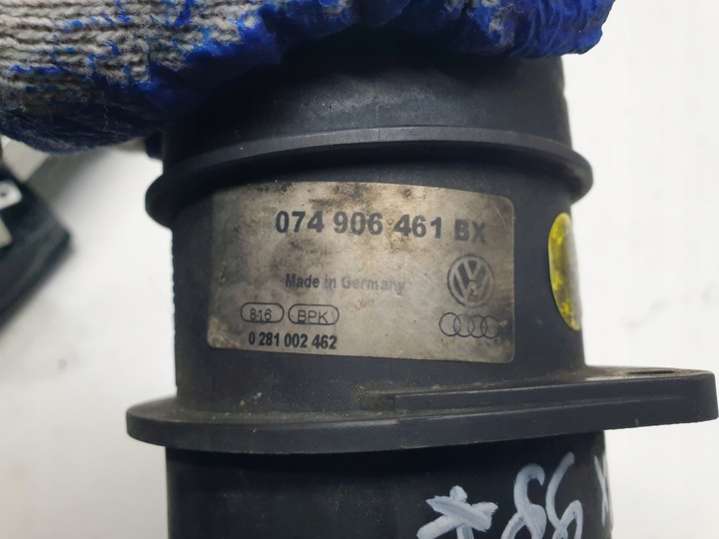 074 906 461 BX
Made in Germany
816 BPK
0 281 002 462